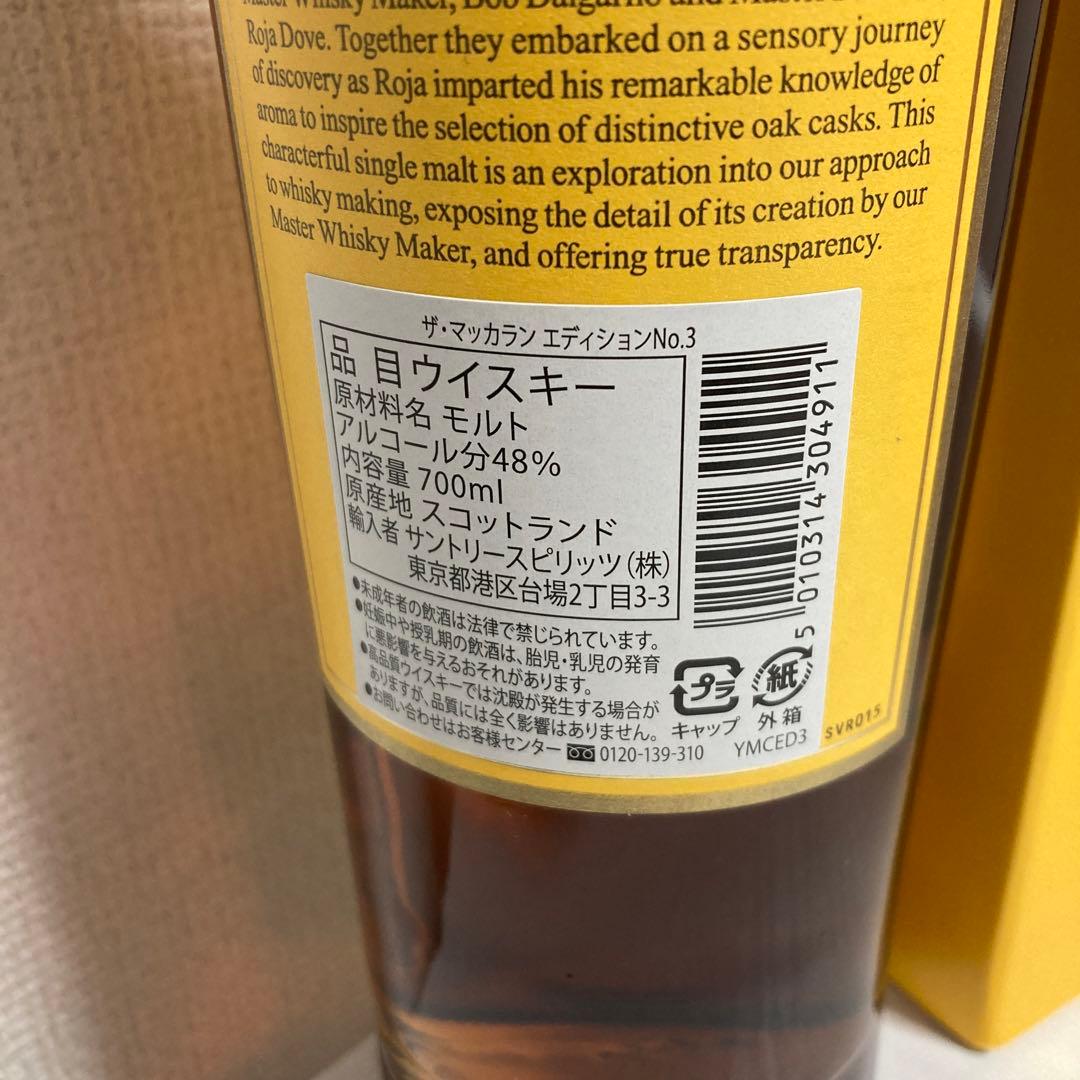 Master Whisky Maker, Bob Dalgarno and Master
Roja Dove. Together they embarked on a sensory journey
of discovery as Roja imparted his remarkable knowledge of
aroma to inspire the selection of distinctive oak casks. This
characterful single malt is an exploration into our approach
to whisky making, exposing the detail of its creation by our
Master Whisky Maker, and offering true transparency.
ザ・マッカラン エディションNo.3
品 目 ウイスキー
原材料名 モルト
アルコール分48%
内容量 700ml
原産地 スコットランド
輸入者 サントリースピリッツ(株)
東京都港区台場2丁目3-3
●未成年者の飲酒は法律で禁じられています。
●妊娠中や授乳期の飲酒は、胎児・乳児の発育
に悪影響を与えるおそれがあります。
●高品質ウイスキーでは沈殿が発生する場合が
ありますが、品質には全く影響はありません。
●お問い合わせはお客様センター 0120-139-310
5 010314 304911
プラ
キャップ
紙
外箱
YMCED3
SVR015